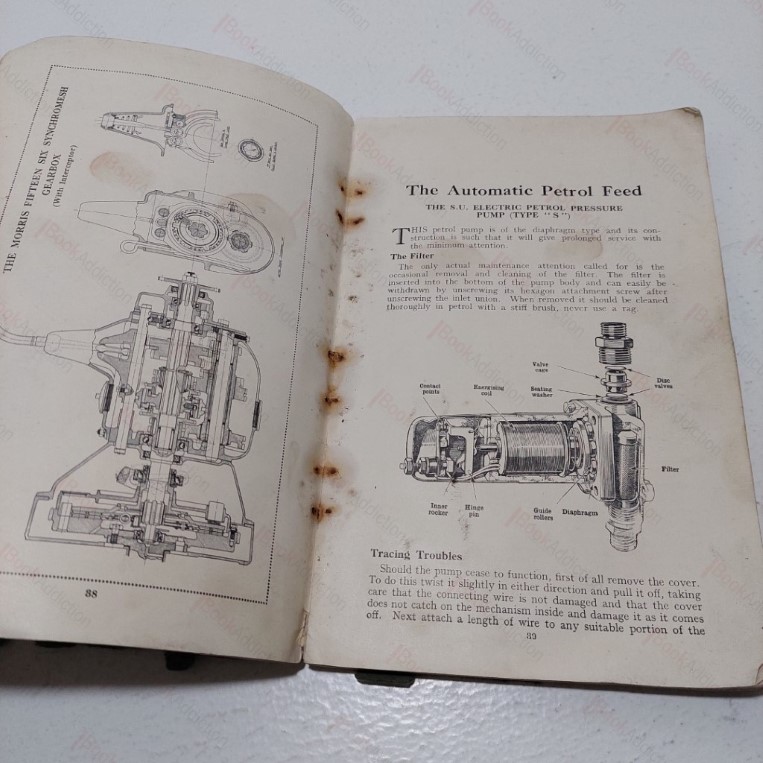 THE MORRIS FIFTEEN SIX SYNCHROMESH
GEARBOX
(With Interceptor)
88
The Automatic Petrol Feed
THE S.U. ELECTRIC PETROL PRESSURE
PUMP (TYPE "S")
THIS petrol pump is of the diaphragm type and its con-
struction is such that it will give prolonged service with
the minimum attention.
The Filter
The only actual maintenance attention called for is the
occasional removal and cleaning of the filter. The filter is
inserted into the bottom of the pump body and can easily be
withdrawn by unscrewing its hexagon attachment screw after
unscrewing the inlet union. When removed it should be cleaned
thoroughly in petrol with a stiff brush, never use a rag.
Valve
cage
Disc
valves
Contact
points
Energising
coil
Seating
washer
Filter
Inner
rocker
Hinge
pin
Guide
rollers
Diaphragm
Tracing Troubles
Should the pump cease to function, first of all remove the cover.
To do this twist it slightly in either direction and pull it off, taking
care that the connecting wire is not damaged and that the cover
does not catch on the mechanism inside and damage it as it comes
off. Next attach a length of wire to any suitable portion of the
89
BookAddiction